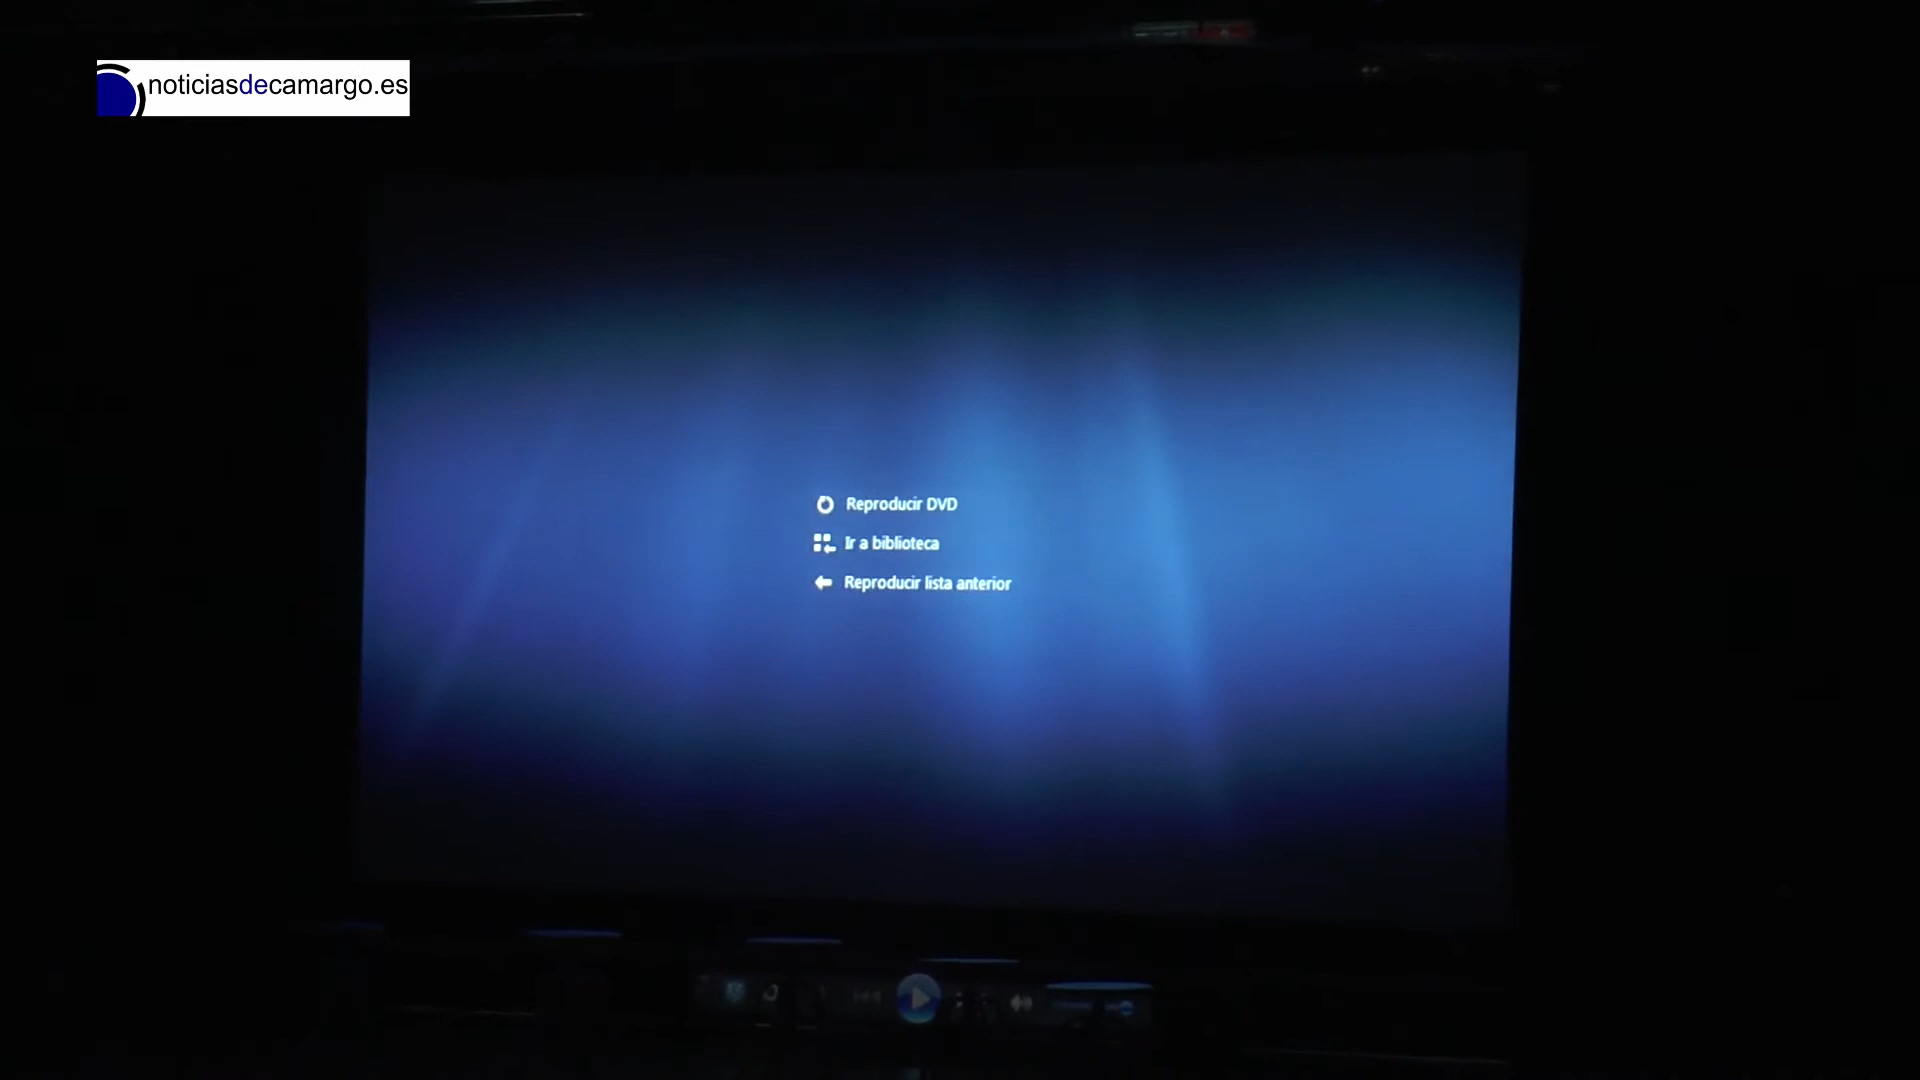 noticiasdecamargo.es
Reproducir DVD
Ir a biblioteca
Reproducir lista anterior